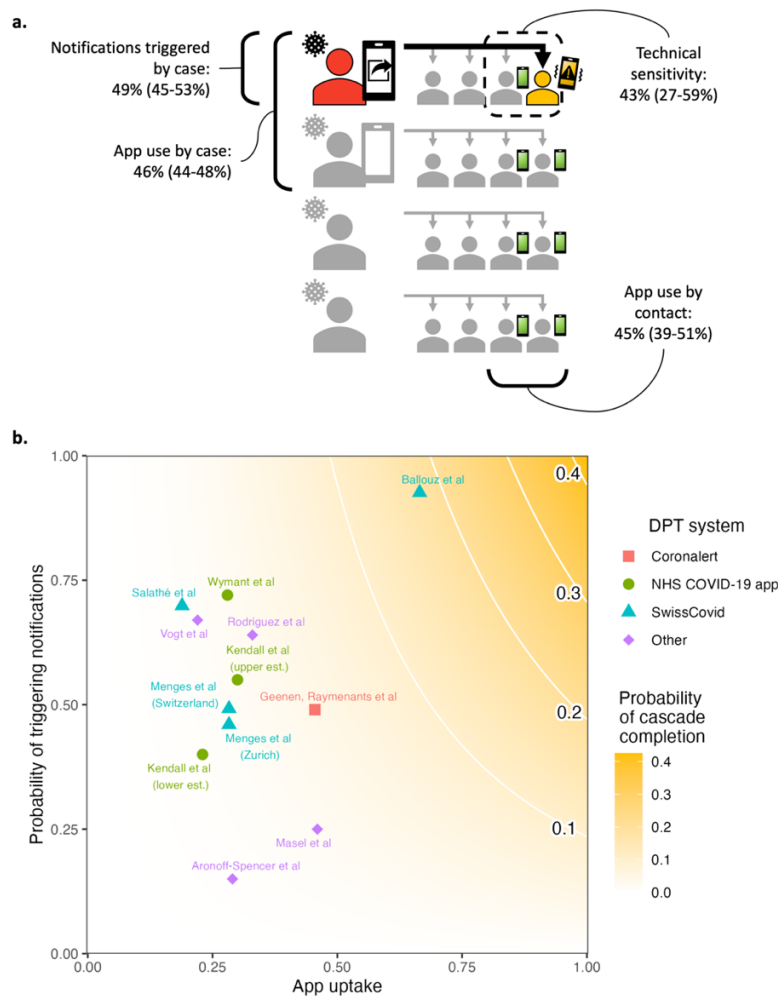 a.
Notifications triggered
by case:
49% (45-53%)
App use by case:
46% (44-48%)
Technical
sensitivity:
43% (27-59%)
App use by
contact:
45% (39-51%)
b.
Probability of triggering notifications
1.00
0.75
0.50
0.25
0.00
0.00
0.25
0.50
0.75
1.00
App uptake
Ballouz et al
Wymant et al
Salathé et al
Vogt et al
Rodriguez et al
Kendall et al
(upper est.)
Menges et al
(Switzerland)
Geenen, Raymenants et al
Menges et al
(Zurich)
Kendall et al
(lower est.)
Masel et al
Aronoff-Spencer et al
0.4
0.3
0.2
0.1
DPT system
Coronalert
NHS COVID-19 app
SwissCovid
Other
Probability
of cascade
completion
0.4
0.3
0.2
0.1
0.0